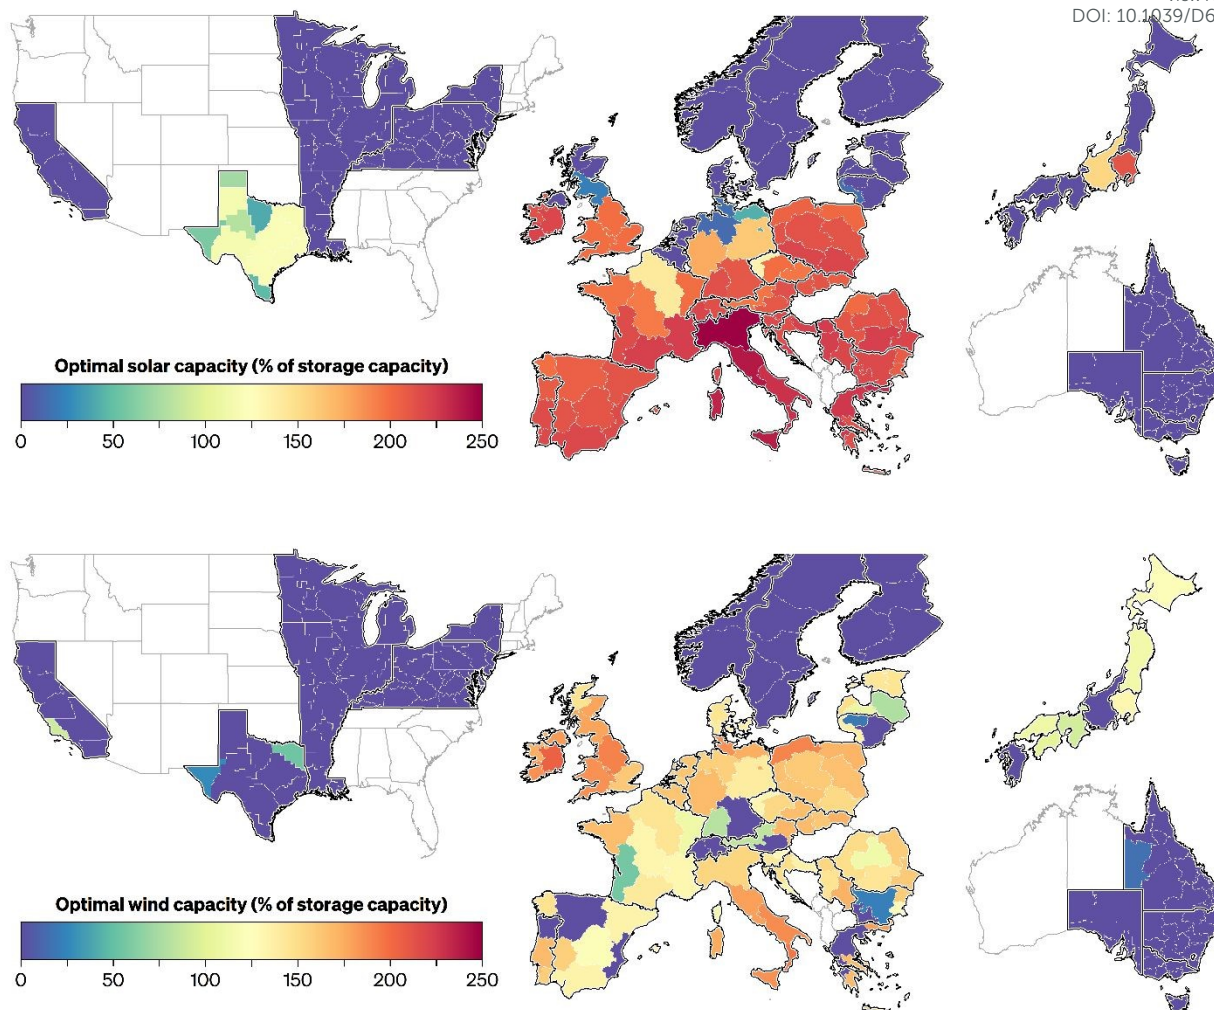 DOI: 10.1039/D6
Optimal solar capacity (% of storage capacity)
0 50 100 150 200 250
Optimal wind capacity (% of storage capacity)
0 50 100 150 200 250